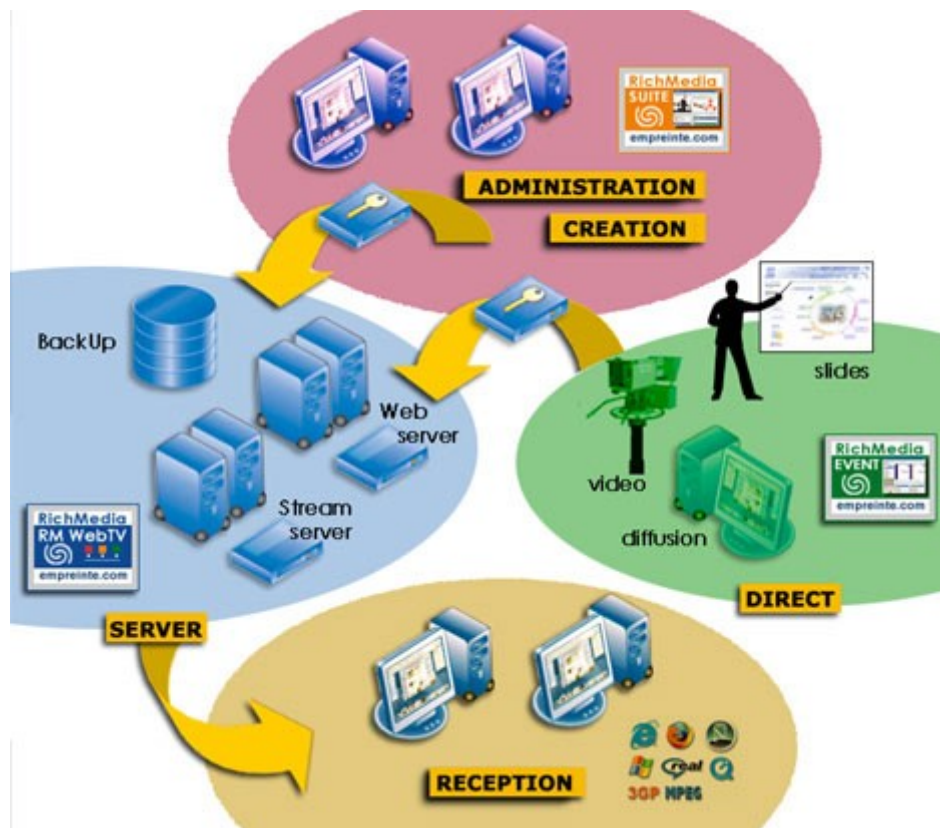 RichMedia
SUITE
empreinte.com
ADMINISTRATION
CREATION
BackUp
slides
Web
server
RichMedia
EVENT
empreinte.com
video
Stream
server
diffusion
RichMedia
RM WebTV
empreinte.com
DIRECT
SERVER
real
RECEPTION
3GP MPEG